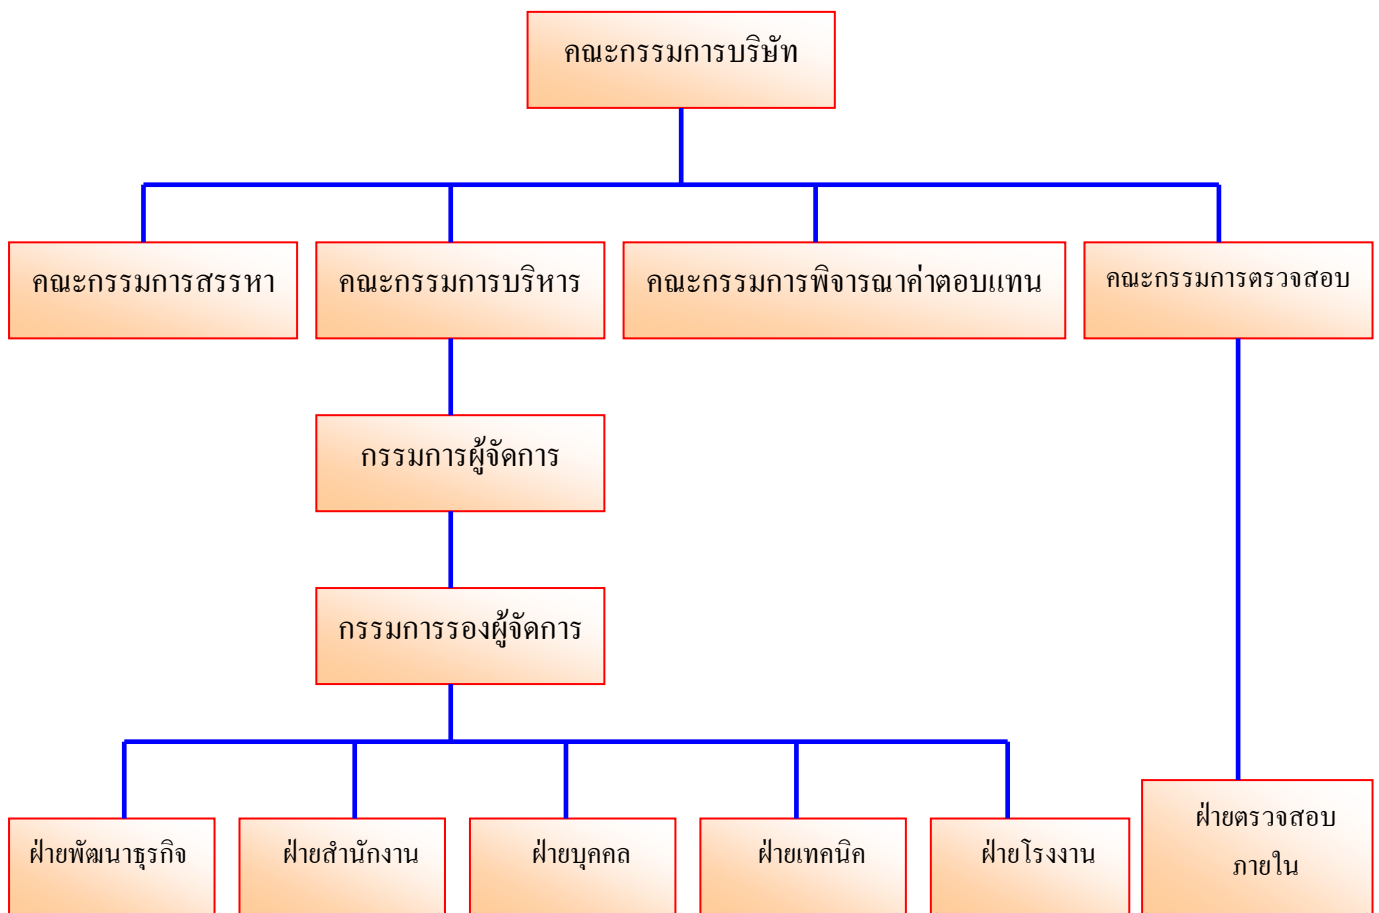 คณะกรรมการบริษัท
คณะกรรมการสรรหา
คณะกรรมการบริหาร
คณะกรรมการพิจารณาค่าตอบแทน
คณะกรรมการตรวจสอบ
กรรมการผู้จัดการ
กรรมการรองผู้จัดการ
ฝ่ายพัฒนาธุรกิจ
ฝ่ายสำนักงาน
ฝ่ายบุคคล
ฝ่ายเทคนิค
ฝ่ายโรงงาน
ฝ่ายตรวจสอบ
ภายใน